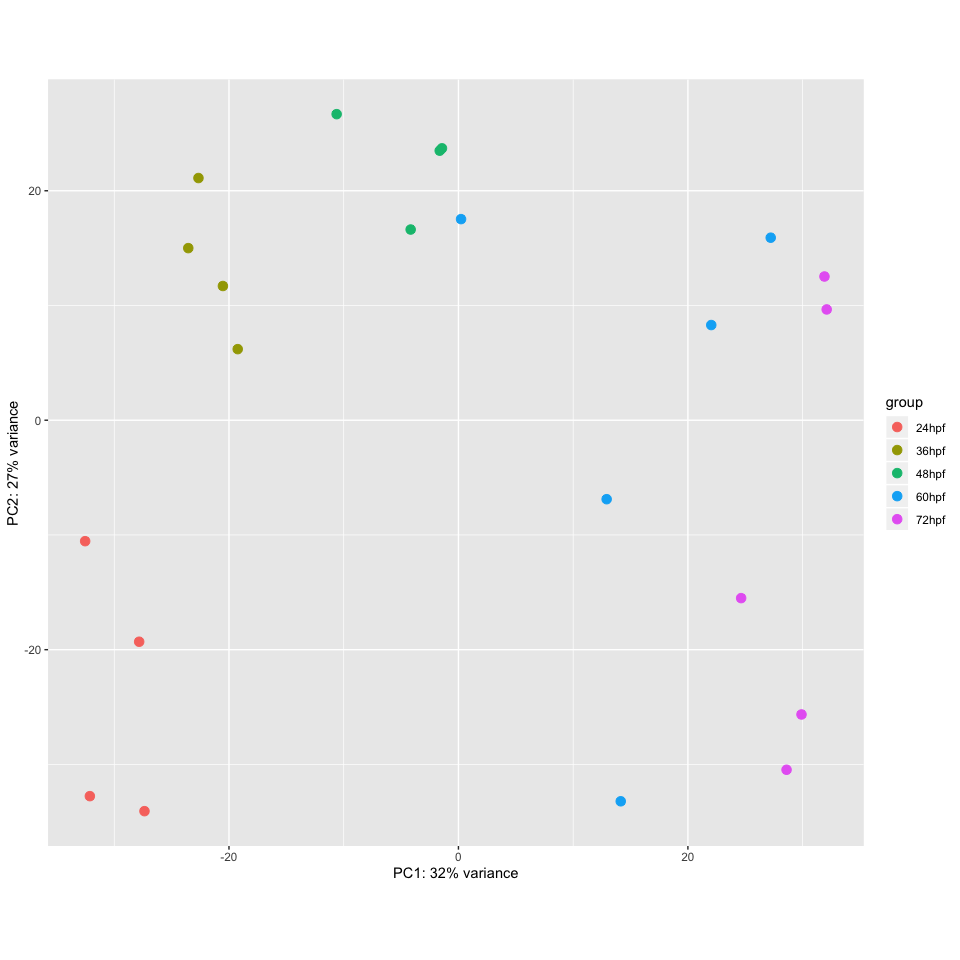 20
0
-20
PC2: 27% variance
-20
0
20
PC1: 32% variance
group
24hpf
36hpf
48hpf
60hpf
72hpf